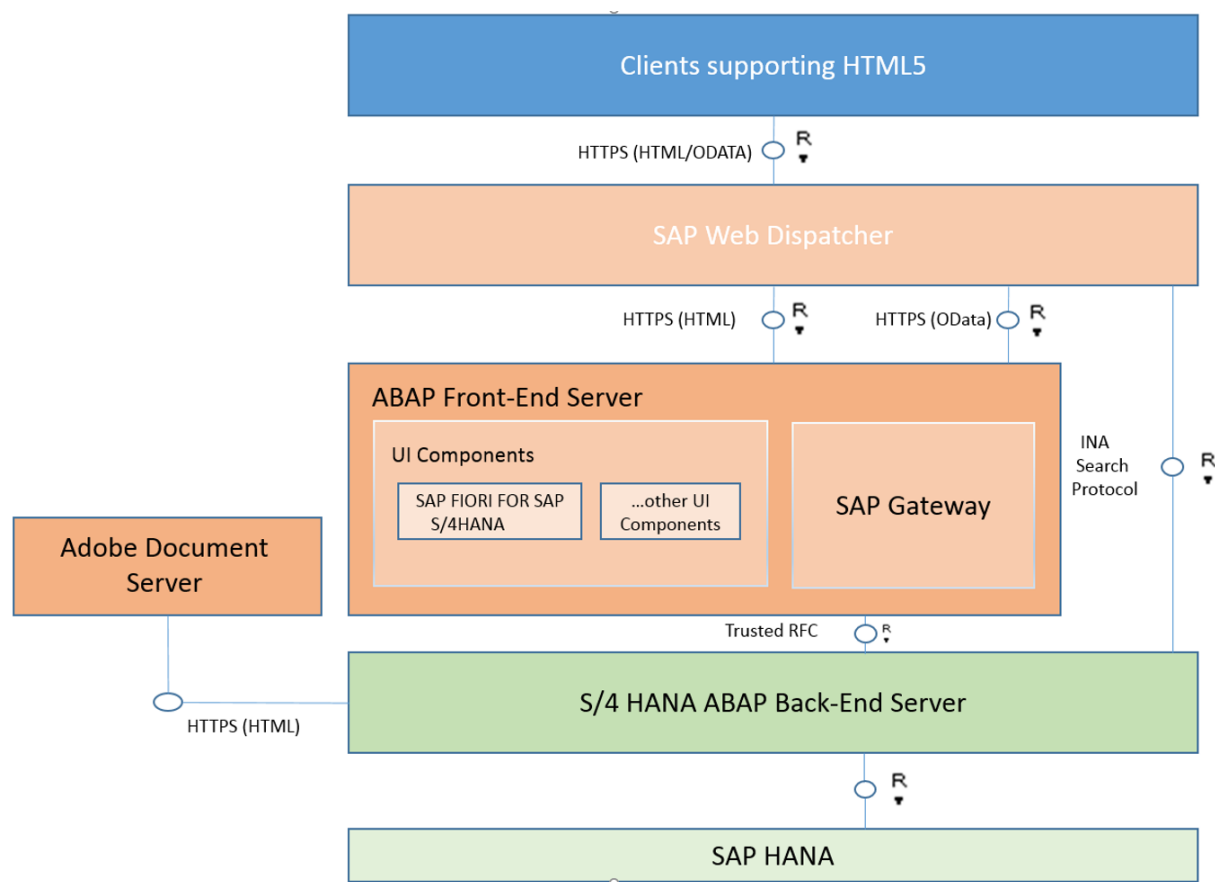 Clients supporting HTML5
HTTPS (HTML/ODATA)
R
SAP Web Dispatcher
HTTPS (HTML)
R
HTTPS (OData)
R
ABAP Front-End Server
UI Components
SAP FIORI FOR SAP
S/4HANA
...other UI
Components
SAP Gateway
INA
Search
Protocol
R
Adobe Document
Server
Trusted RFC
R
S/4 HANA ABAP Back-End Server
HTTPS (HTML)
R
SAP HANA